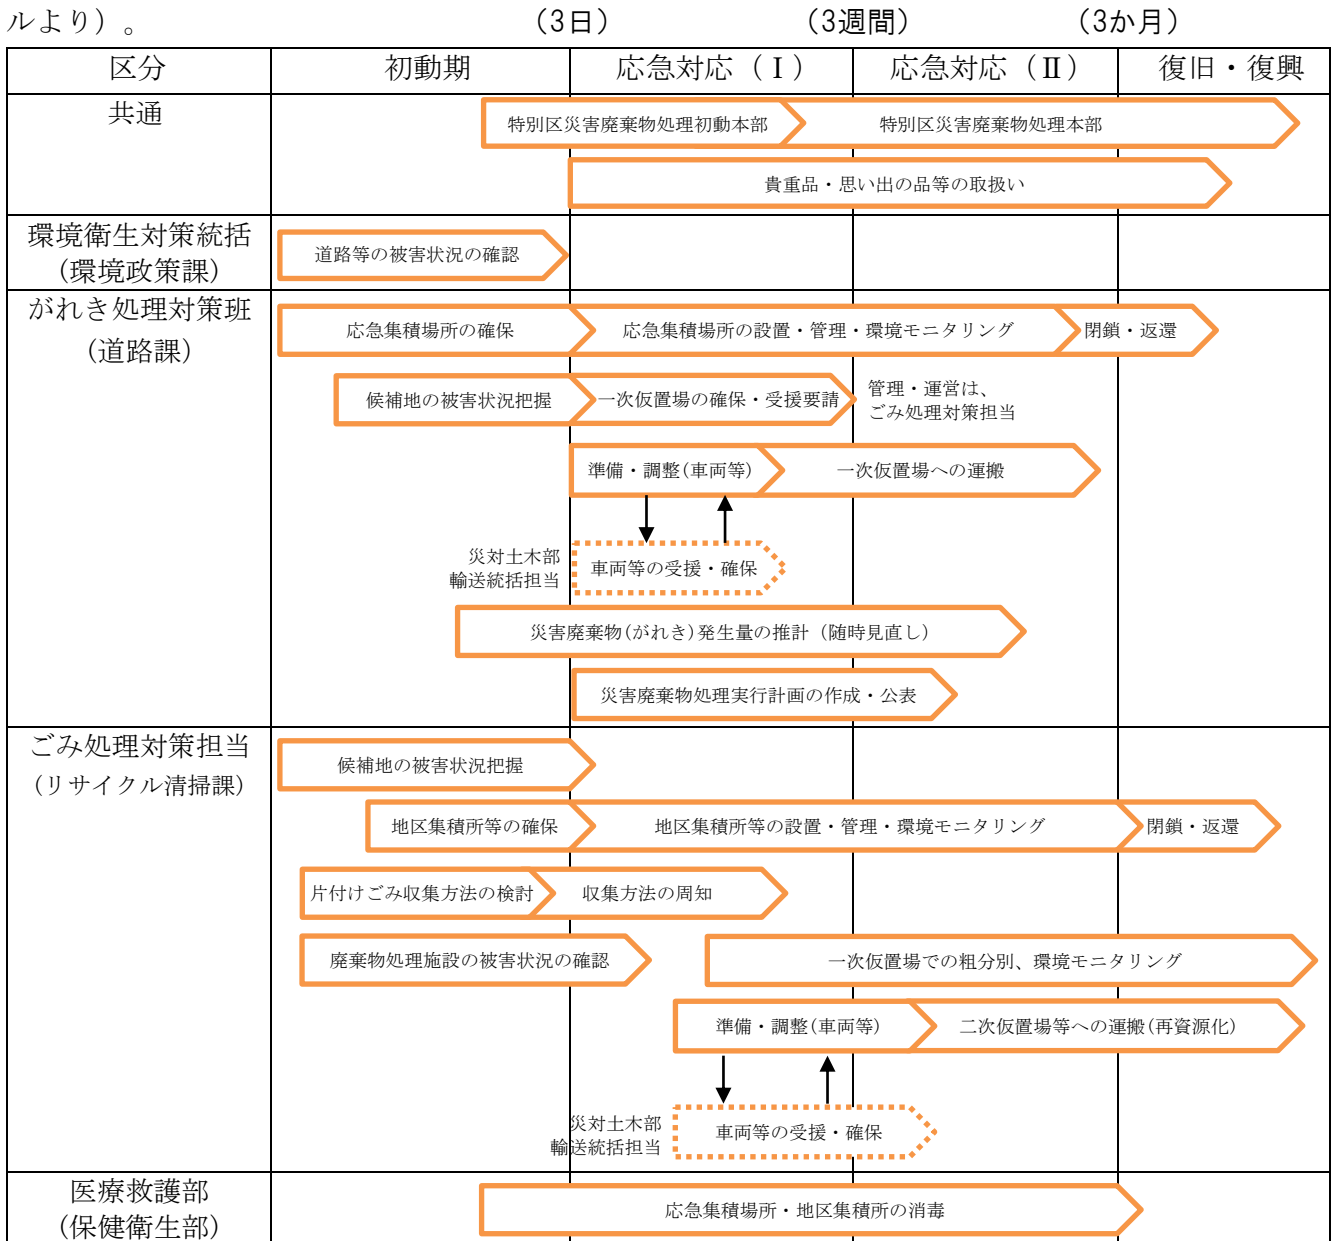 ルより）。
（3日）
（3週間）
（3か月）
区分
初動期
応急対応（Ⅰ）
応急対応（Ⅱ）
復旧・復興
共通
特別区災害廃棄物処理初動本部
特別区災害廃棄物処理本部
貴重品・思い出の品等の取扱い
環境衛生対策統括
（環境政策課）
道路等の被害状況の確認
がれき処理対策班
（道路課）
応急集積場所の確保
応急集積場所の設置・管理・環境モニタリング
閉鎖・返還
候補地の被害状況把握
一次仮置場の確保・受援要請
管理・運営は、
ごみ処理対策担当
準備・調整(車両等)
一次仮置場への運搬
災対土木部
輸送統括担当
車両等の受援・確保
災害廃棄物(がれき)発生量の推計（随時見直し）
災害廃棄物処理実行計画の作成・公表
ごみ処理対策担当
（リサイクル清掃課）
候補地の被害状況把握
地区集積所等の確保
地区集積所等の設置・管理・環境モニタリング
閉鎖・返還
片付けごみ収集方法の検討
収集方法の周知
廃棄物処理施設の被害状況の確認
一次仮置場での粗分別、環境モニタリング
準備・調整(車両等)
二次仮置場等への運搬(再資源化)
災対土木部
輸送統括担当
車両等の受援・確保
医療救護部
（保健衛生部）
応急集積場所・地区集積所の消毒